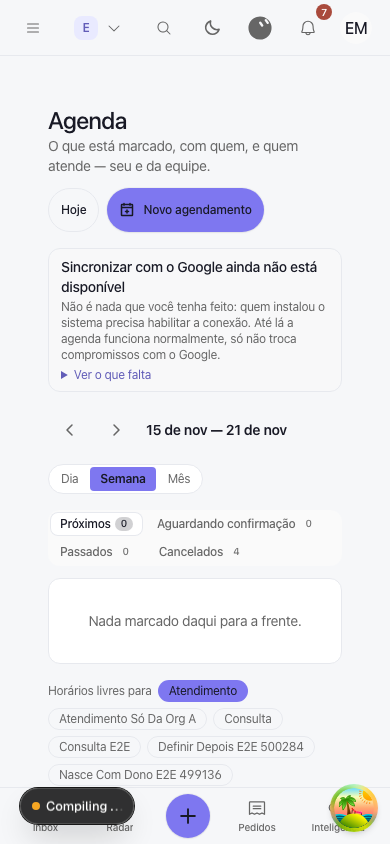 E
7
EM
Agenda
O que está marcado, com quem, e quem
atende — seu e da equipe.
Hoje
Novo agendamento
Sincronizar com o Google ainda não está
disponível
Não é nada que você tenha feito: quem instalou o
sistema precisa habilitar a conexão. Até lá a
agenda funciona normalmente, só não troca
compromissos com o Google.
Ver o que falta
15 de nov — 21 de nov
Dia Semana Mês
Próximos 0 Aguardando confirmação 0
Passados 0 Cancelados 4
Nada marcado daqui para a frente.
Horários livres para Atendimento
Atendimento Só Da Org A Consulta
Consulta E2E Definir Depois E2E 500284
Nasce Com Dono E2E 499136
Compiling ...
Inbox Radar Pedidos